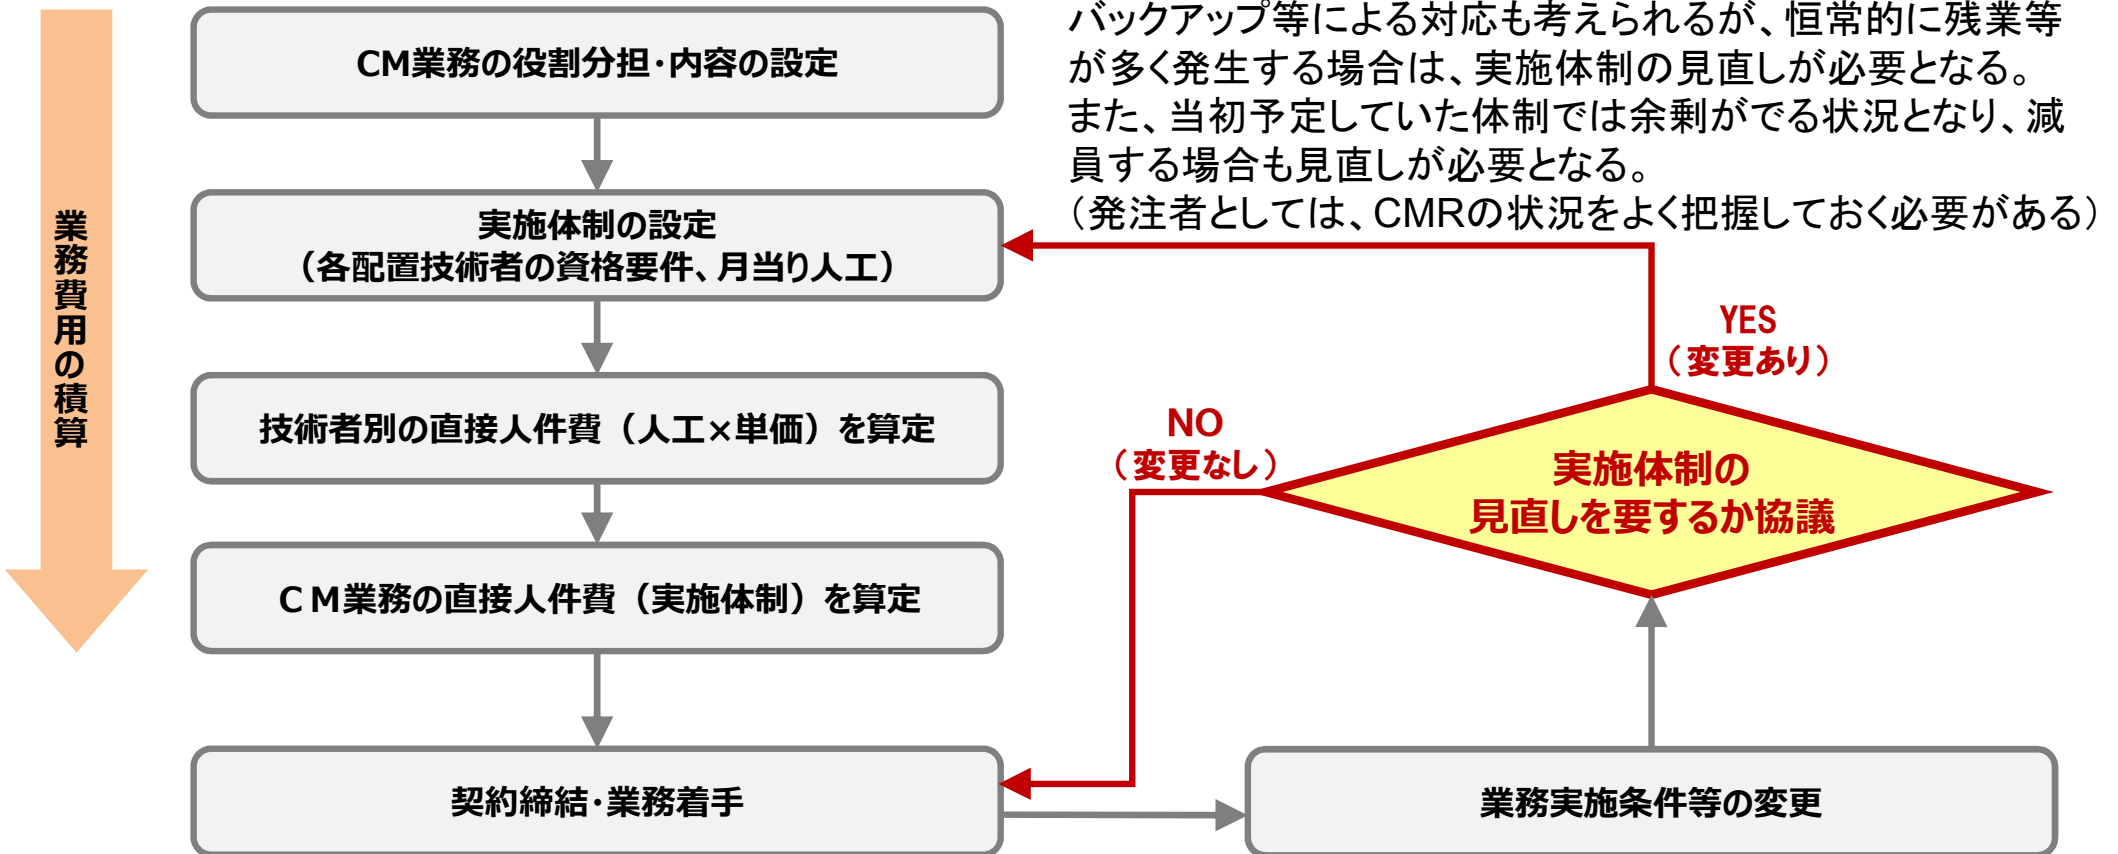 業務費用の積算
CM業務の役割分担･内容の設定
実施体制の設定
（各配置技術者の資格要件、月当り人工）
技術者別の直接人件費（人工×単価）を算定
ＣＭ業務の直接人件費（実施体制）を算定
契約締結･業務着手
バックアップ等による対応も考えられるが、恒常的に残業等
が多く発生する場合は、実施体制の見直しが必要となる。
また、当初予定していた体制では余剰がでる状況となり、減
員する場合も見直しが必要となる。
（発注者としては、CMRの状況をよく把握しておく必要がある）
YES
（変更あり）
NO
（変更なし）
実施体制の
見直しを要するか協議
業務実施条件等の変更